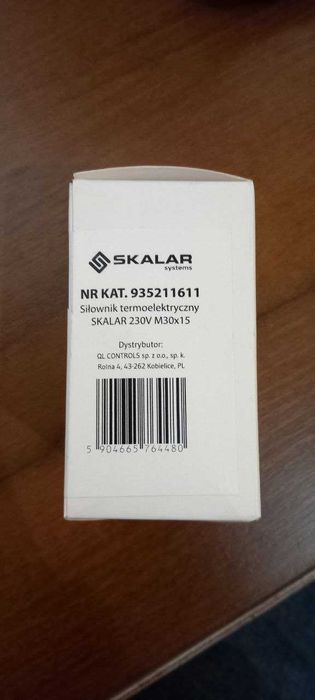 SKALAR
systems
NR KAT. 935211611
Siłownik termoelektryczny
SKALAR 230V M30x15
Dystrybutor:
QL CONTROLS sp. z o.o., sp. k.
Rolna 4, 43-262 Kobielice, PL
5 904665 764480